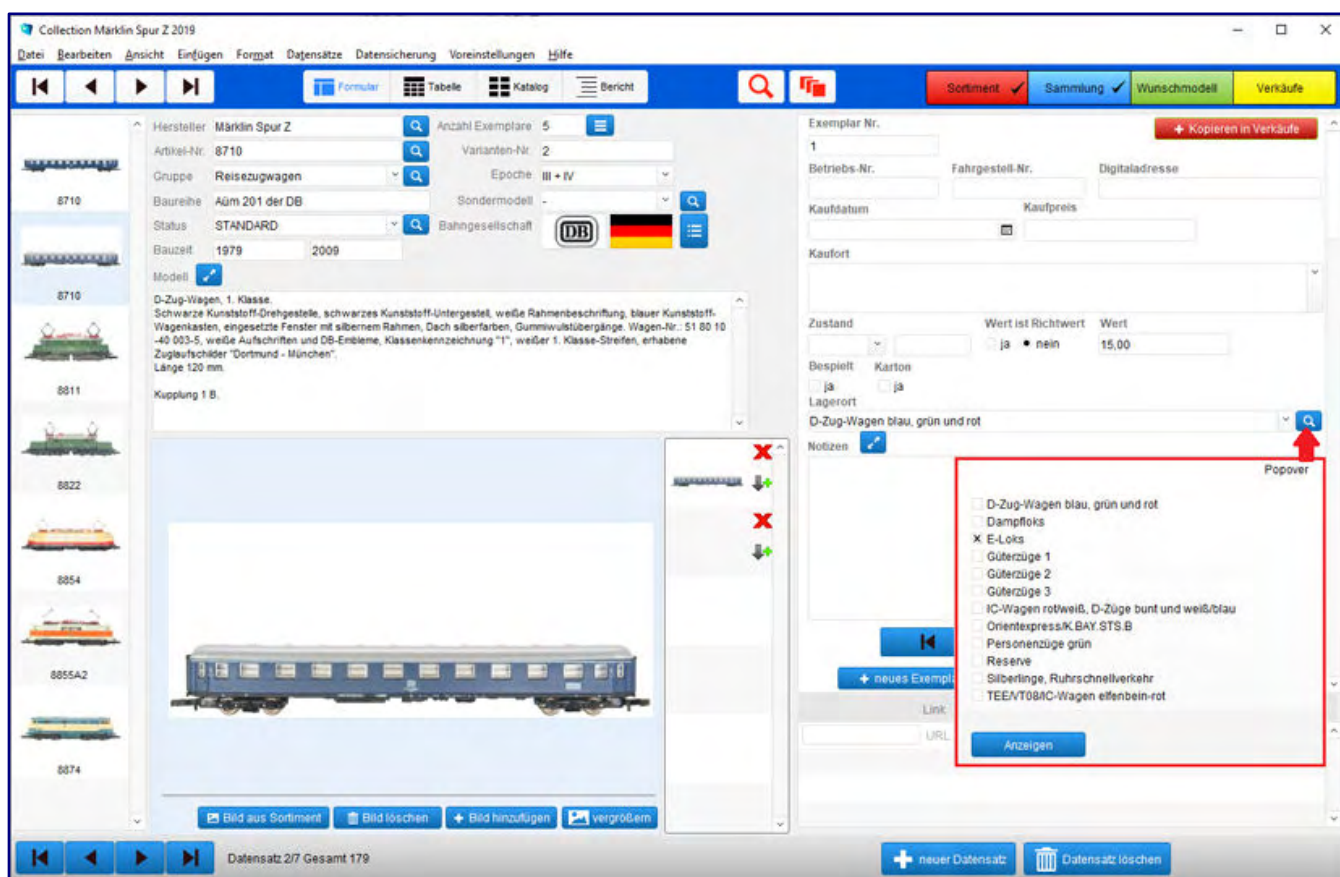 Collection Märklin Spur Z 2019
Datei Bearbeiten Ansicht Einfügen Format Datensätze Datensicherung Voreinstellungen Hilfe
Formular Tabelle Katalog Bericht Sortiment Sammlung Wunschmodell Verkäufe
8710
8710
8811
8822
8854
8855A2
8874
Hersteller Märklin Spur Z Anzahl Exemplare 5
Artikel-Nr. 8710 Varianten-Nr. 2
Gruppe Reisezugwagen Epoche III + IV
Baureihe Aüm 201 der DB Sondermodell -
Status STANDARD Bahngesellschaft DB
Bauzeit 1979 2009
Modell
D-Zug-Wagen, 1. Klasse.
Schwarze Kunststoff-Drehgestelle, schwarzes Kunststoff-Untergestell, weiße Rahmenbeschriftung, blauer Kunststoff-
Wagenkasten, eingesetzte Fenster mit silbernem Rahmen, Dach silberfarben, Gummiwulstübergänge. Wagen-Nr.: 51 80 10
-40 003-5, weiße Aufschriften und DB-Embleme, Klassenkennzeichnung "1", weißer 1. Klasse-Streifen, erhabene
Zuglaufschilder "Dortmund - München".
Länge 120 mm.
Kupplung 1 B.
Bild aus Sortiment Bild löschen Bild hinzufügen vergrößern
Exemplar Nr. + Kopieren in Verkäufe
1
Betriebs-Nr. Fahrgestell-Nr. Digitaladresse
Kaufdatum Kaufpreis
Kaufort
Zustand Wert ist Richtwert Wert
ja nein 15,00
Bespielt Karton
ja ja
Lagerort
D-Zug-Wagen blau, grün und rot
Notizen
Popover
D-Zug-Wagen blau, grün und rot
Dampfloks
X E-Loks
Güterzüge 1
Güterzüge 2
Güterzüge 3
IC-Wagen rot/weiß, D-Züge bunt und weiß/blau
Orientexpress/K.BAY.STS.B
Personenzüge grün
Reserve
Silberlinge, Ruhrschnellverkehr
TEE/VT08/IC-Wagen elfenbein-rot
Anzeigen
+ neues Exempla
Link
URL
Datensatz 2/7 Gesamt 179 neuer Datensatz Datensatz löschen